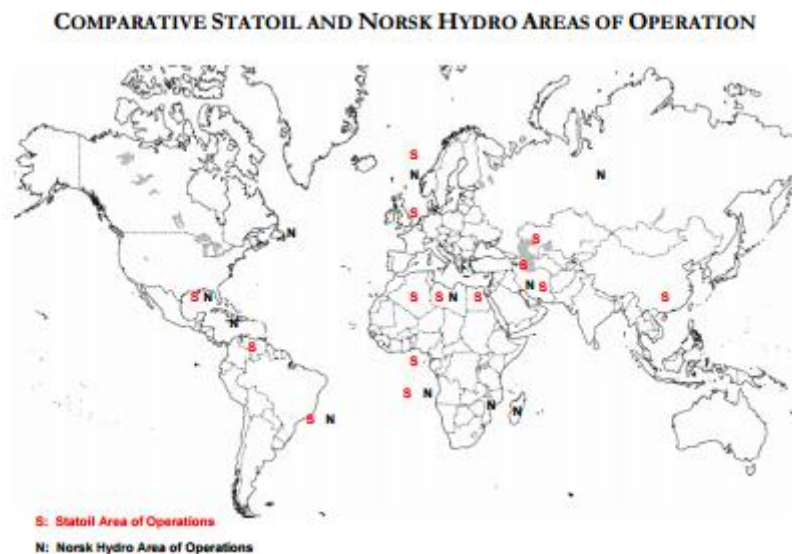 COMPARATIVE STATOIL AND NORSK HYDRO AREAS OF OPERATION
S
N N
S
N
S
S
N S
S N S S N S S
N
S
S
S N
N N
S N
S: Statoil Area of Operations
N: Norsk Hydro Area of Operations